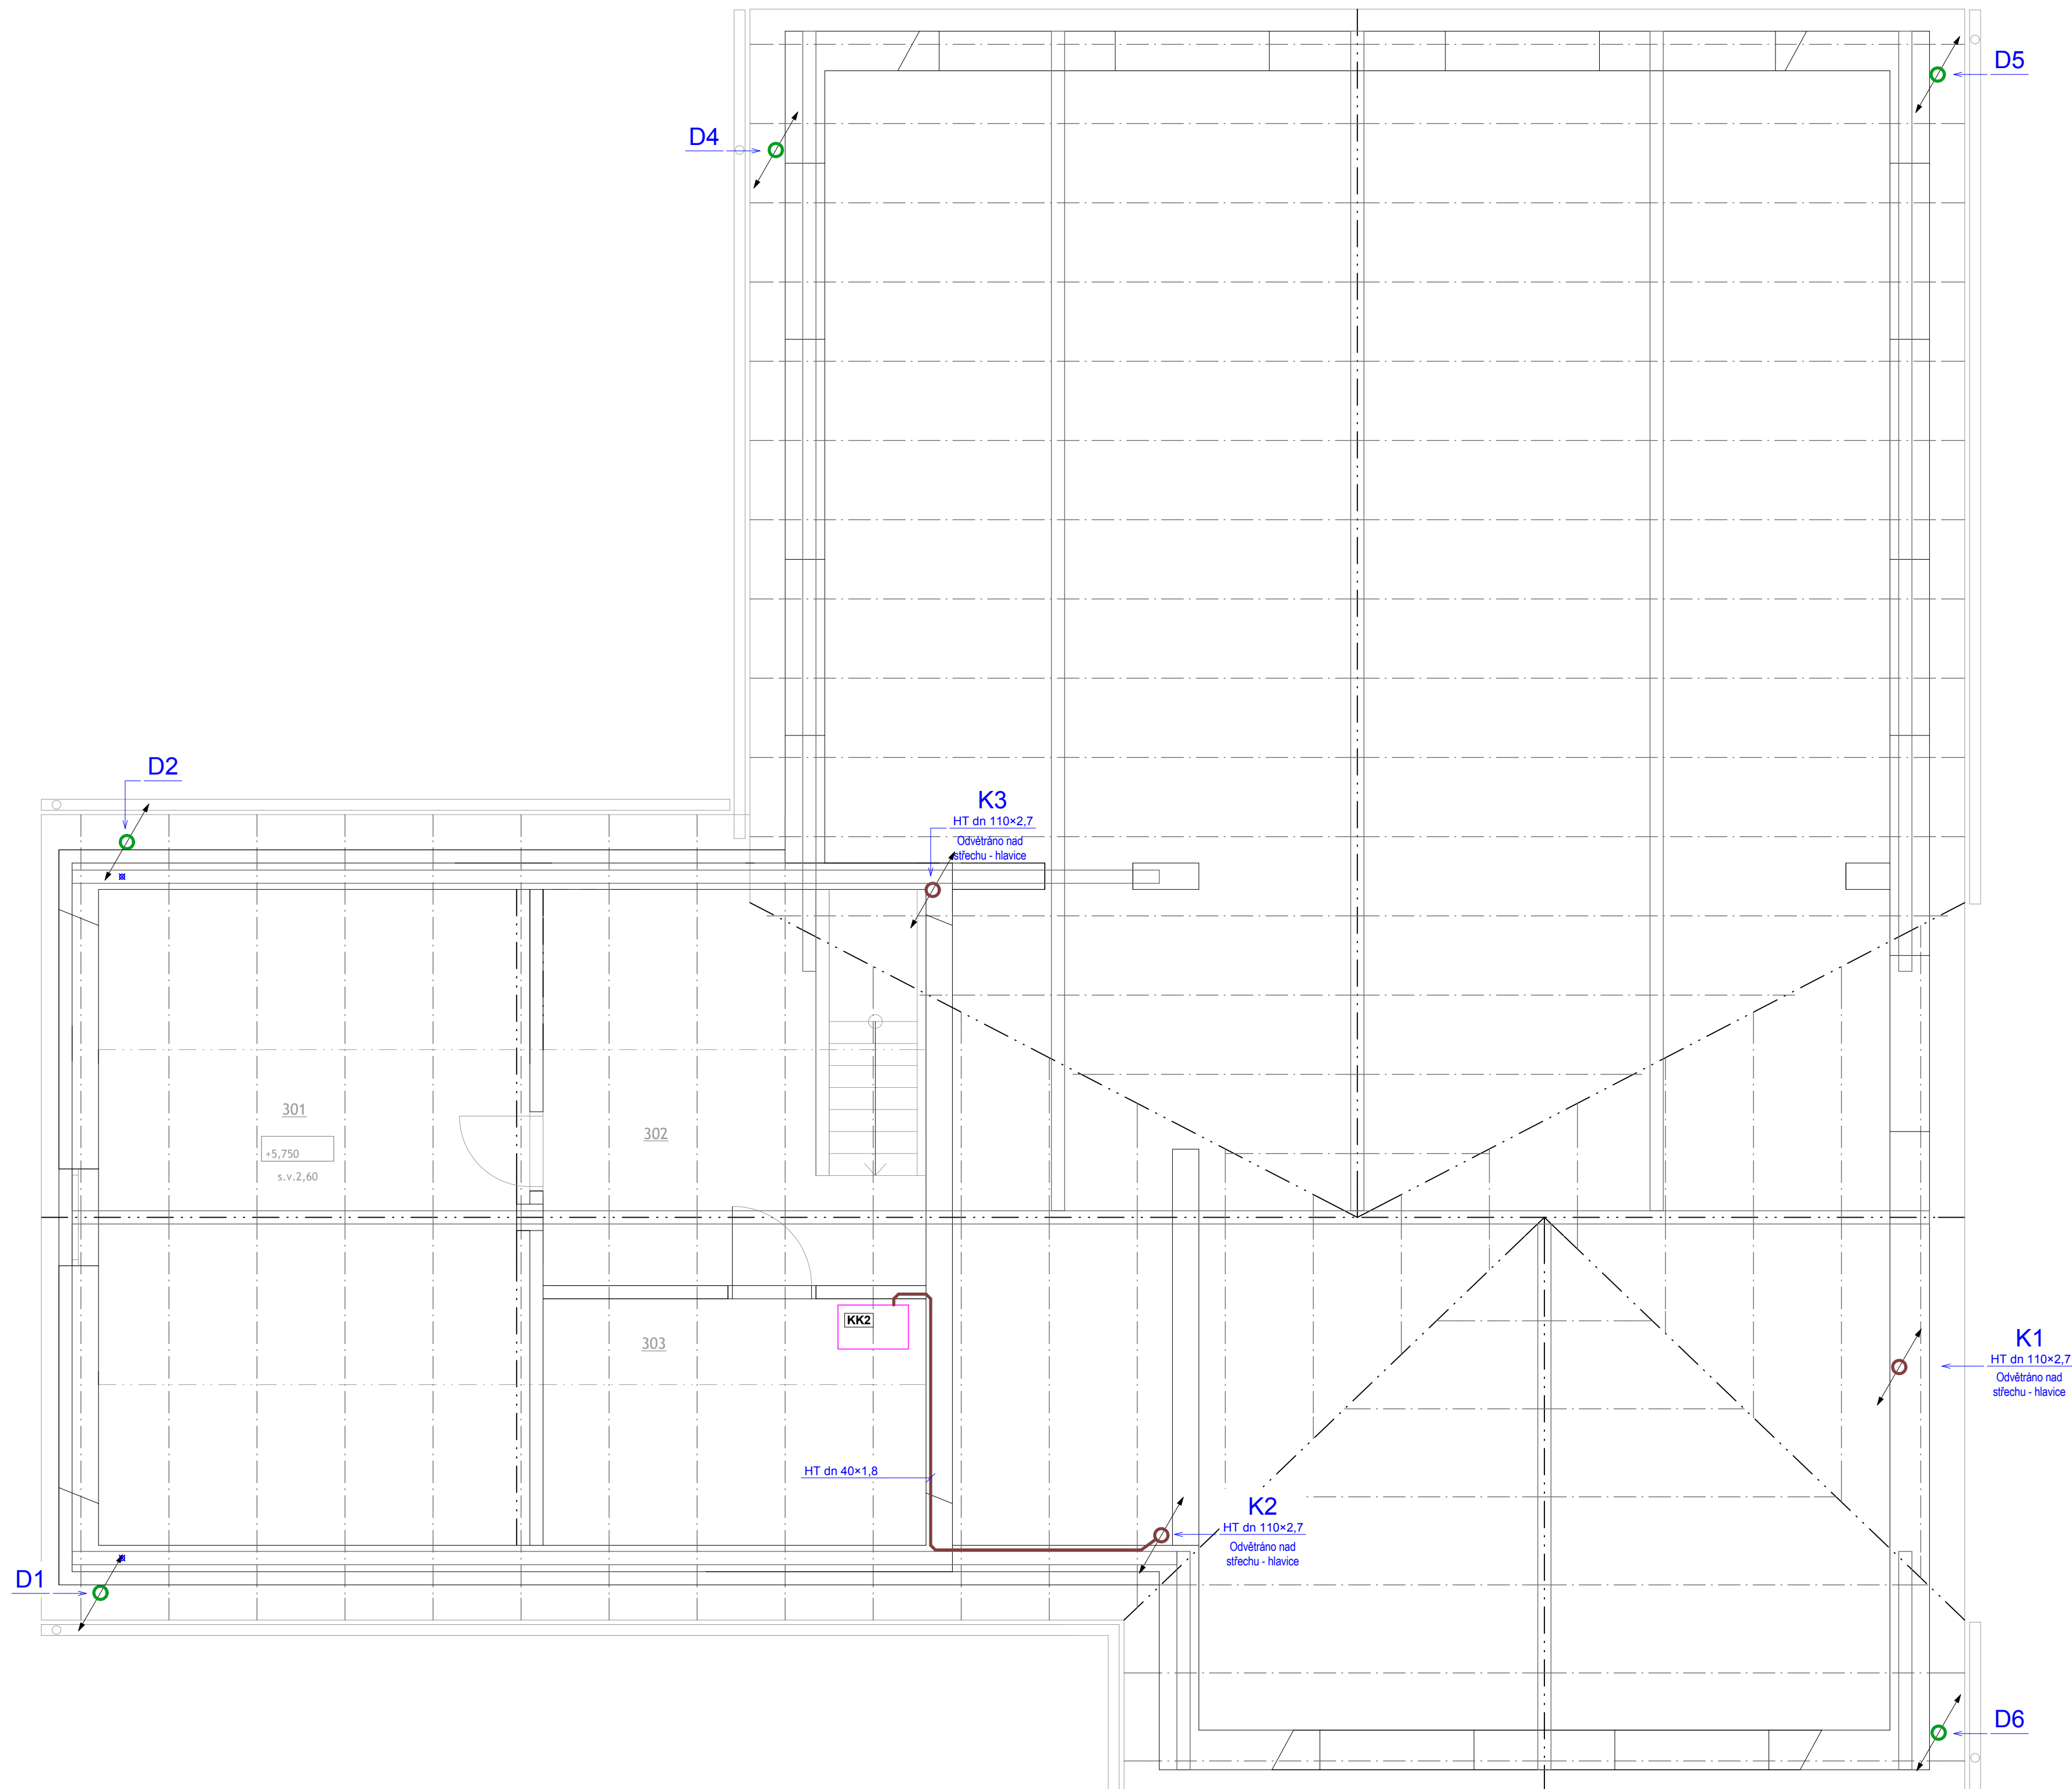 D5
D4
D2
K3
HT dn 110×2,7
Odvětráno nad
střechu - hlavice
301
+5,750
s.v.2,60
302
KK2
303
K1
HT dn 110×2,7
Odvětráno nad
střechu - hlavice
HT dn 40×1,8
K2
HT dn 110×2,7
Odvětráno nad
střechu - hlavice
D1
D6